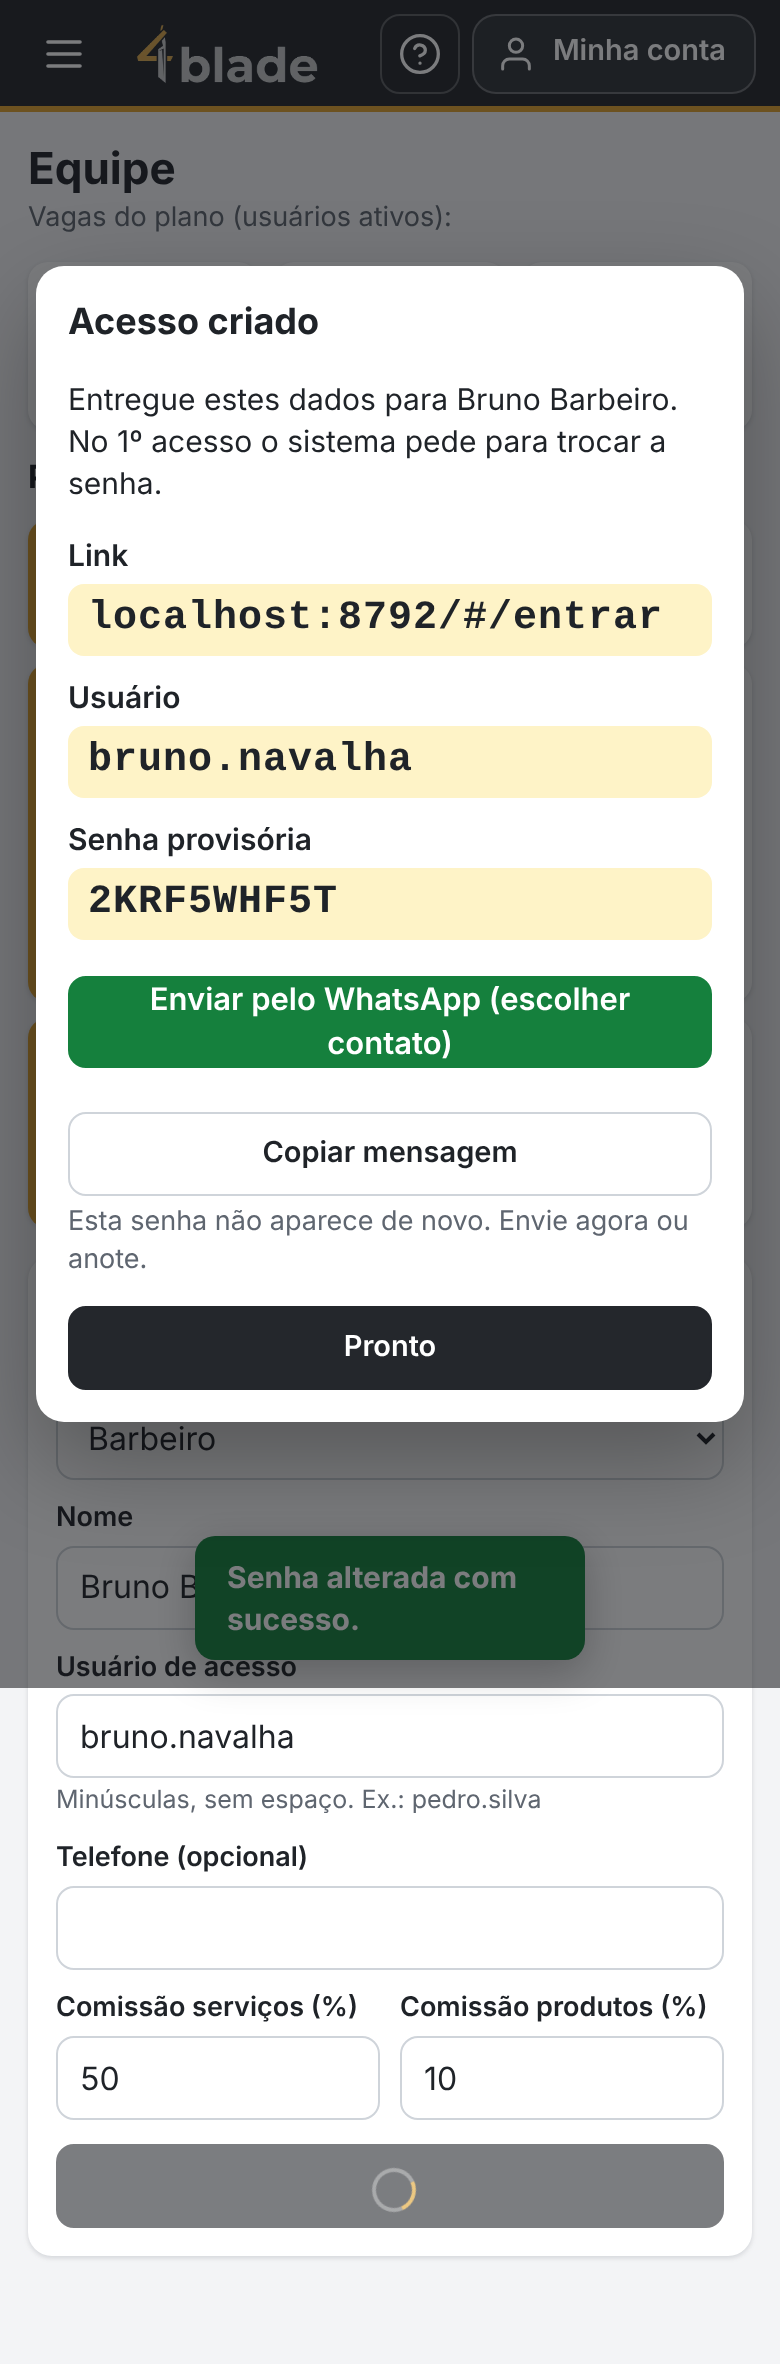 4blade
Minha conta
Equipe
Vagas do plano (usuários ativos):
Acesso criado
Entregue estes dados para Bruno Barbeiro.
No 1º acesso o sistema pede para trocar a
senha.
Link
localhost:8792/#/entrar
Usuário
bruno.navalha
Senha provisória
2KRF5WHF5T
Enviar pelo WhatsApp (escolher
contato)
Copiar mensagem
Esta senha não aparece de novo. Envie agora ou
anote.
Pronto
Barbeiro
Nome
Bruno
Senha alterada com
sucesso.
Usuário de acesso
bruno.navalha
Minúsculas, sem espaço. Ex.: pedro.silva
Telefone (opcional)
Comissão serviços (%) Comissão produtos (%)
50 10